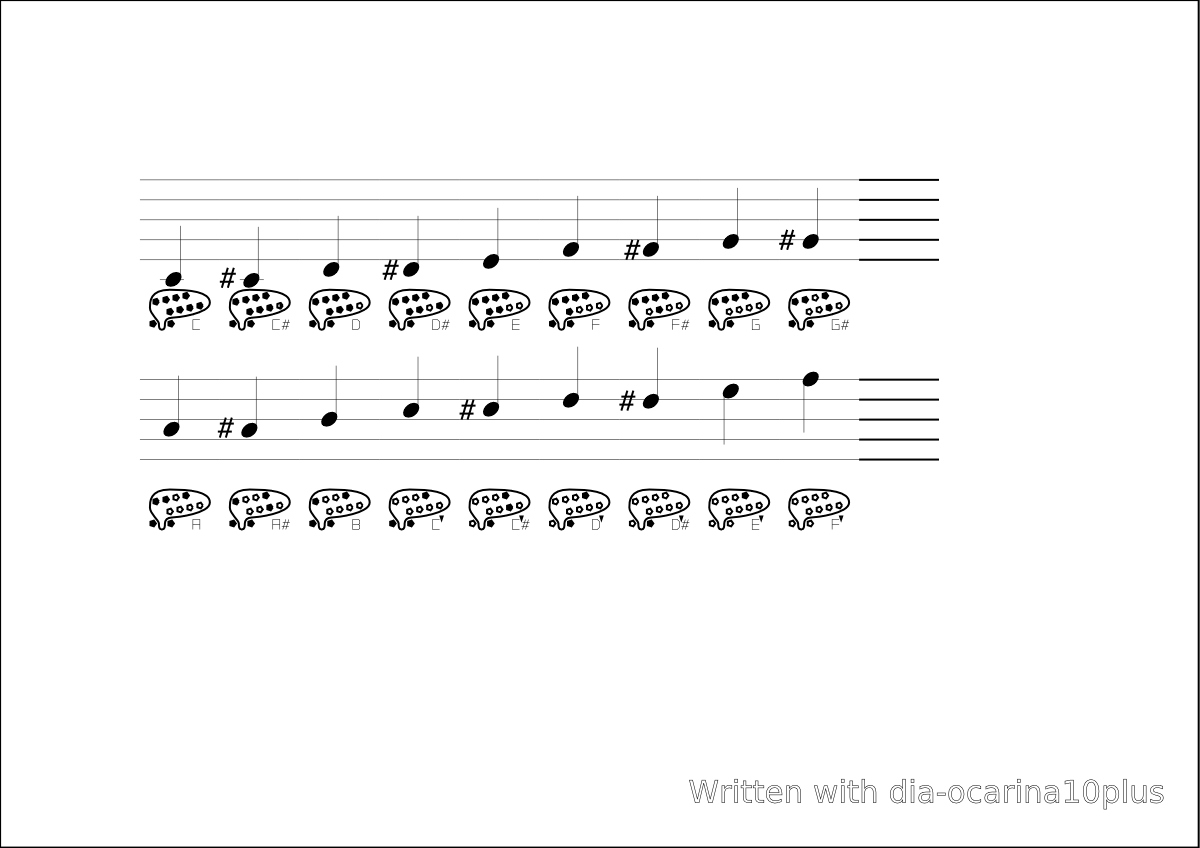 # # # #
C C# D D# E F F# G G#
# # #
A A# B C C# D D# E F
Written with dia-ocarina10plus